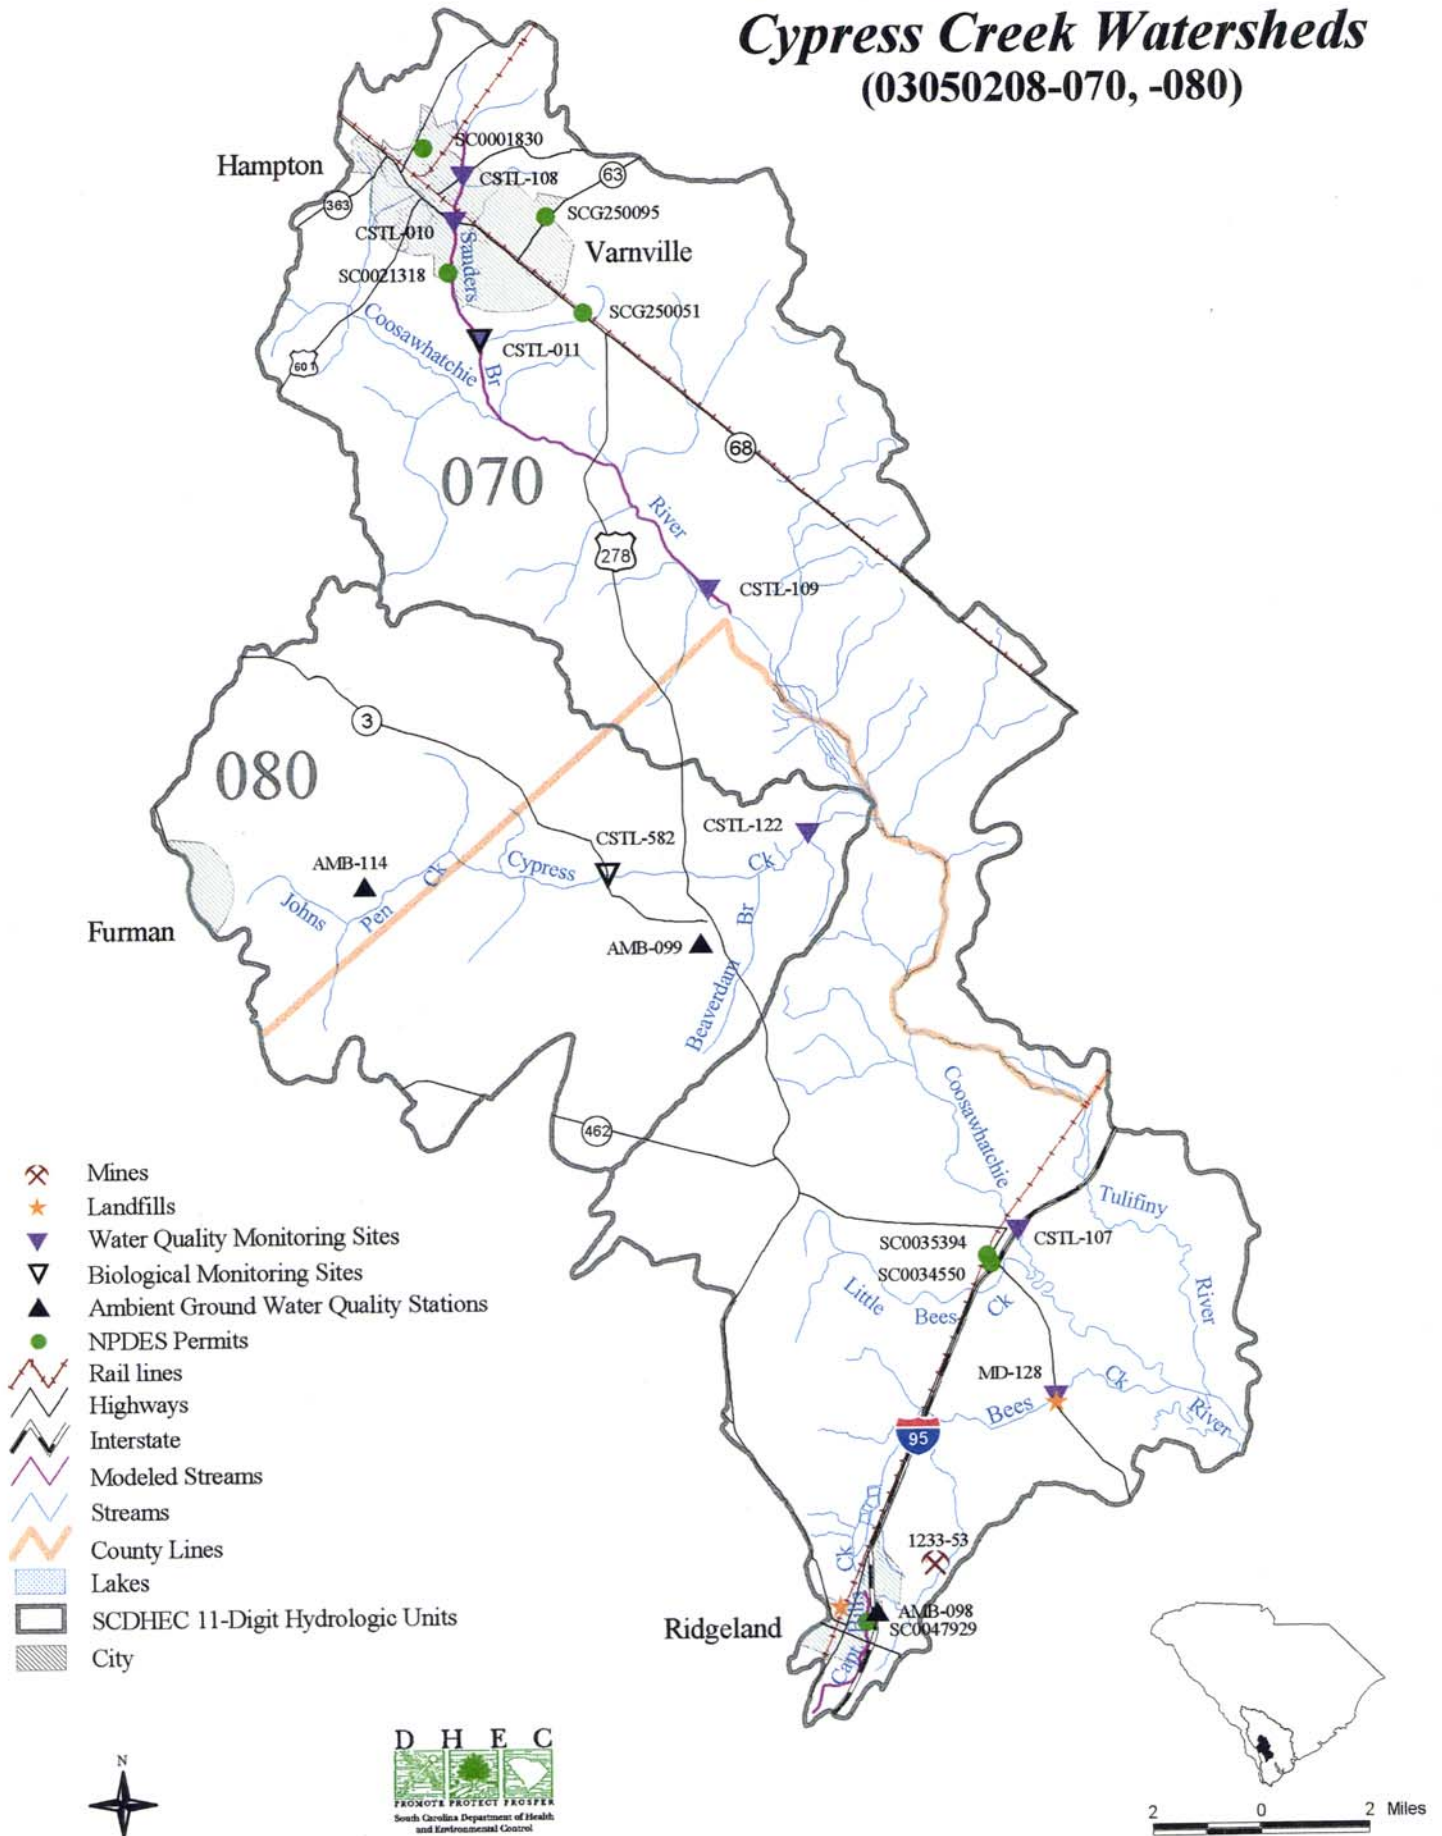 Cypress Creek Watersheds
(03050208-070, -080)
SC0001830
Hampton
CSTL-108
63
363
SCG250095
CSTL-010
Sanders
Varnville
SC0021318
SCG250051
Coosawhatchie
CSTL-011
601
Br
68
070
River
278
CSTL-109
3
080
CSTL-122
CSTL-582
AMB-114
Ck
Cypress
Ck
Johns
Pen
Br
Furman
AMB-099
Beaverdam
Coosawhatchie
462
Mines
Landfills
Water Quality Monitoring Sites
Biological Monitoring Sites
Ambient Ground Water Quality Stations
NPDES Permits
Rail lines
Highways
Interstate
Modeled Streams
Streams
County Lines
Lakes
SCDHEC 11-Digit Hydrologic Units
City
Tulifiny
CSTL-107
SC0035394
SC0034550
River
Little
Bees
Ck
MD-128
Ck
Bees
River
95
1233-53
Ck
AMB-098
Ridgeland
SC0047929
Capt
N
D H E C
PROMOTE PROTECT PROSPER
South Carolina Department of Health
and Environmental Control
2 0 2 Miles